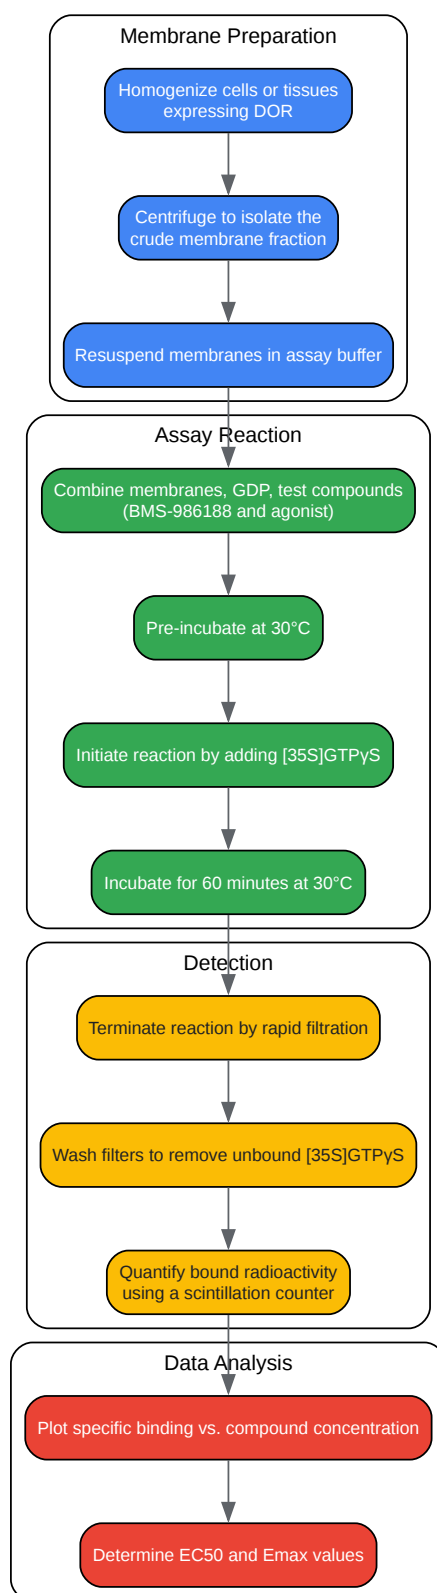 Membrane Preparation
Homogenize cells or tissues
expressing DOR
Centrifuge to isolate the
crude membrane fraction
Resuspend membranes in assay buffer
Assay Reaction
Combine membranes, GDP, test compounds
(BMS-986188 and agonist)
Pre-incubate at 30°C
Initiate reaction by adding [35S]GTPγS
Incubate for 60 minutes at 30°C
Detection
Terminate reaction by rapid filtration
Wash filters to remove unbound [35S]GTPγS
Quantify bound radioactivity
using a scintillation counter
Data Analysis
Plot specific binding vs. compound concentration
Determine EC50 and Emax values